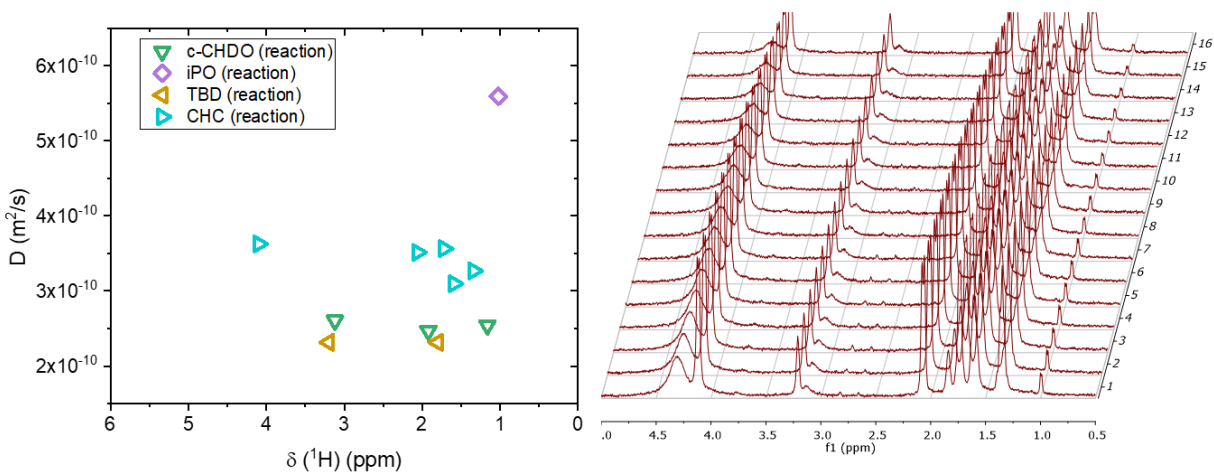 c-CHDO (reaction)
iPO (reaction)
TBD (reaction)
CHC (reaction)
6x10⁻¹⁰
5x10⁻¹⁰
4x10⁻¹⁰
3x10⁻¹⁰
2x10⁻¹⁰
D (m²/s)
6 5 4 3 2 1 0
δ (¹H) (ppm)
16
15
14
13
12
11
10
9
8
7
6
5
4
3
2
1
.0 4.5 4.0 3.5 3.0 2.5 2.0 1.5 1.0 0.5
f1 (ppm)